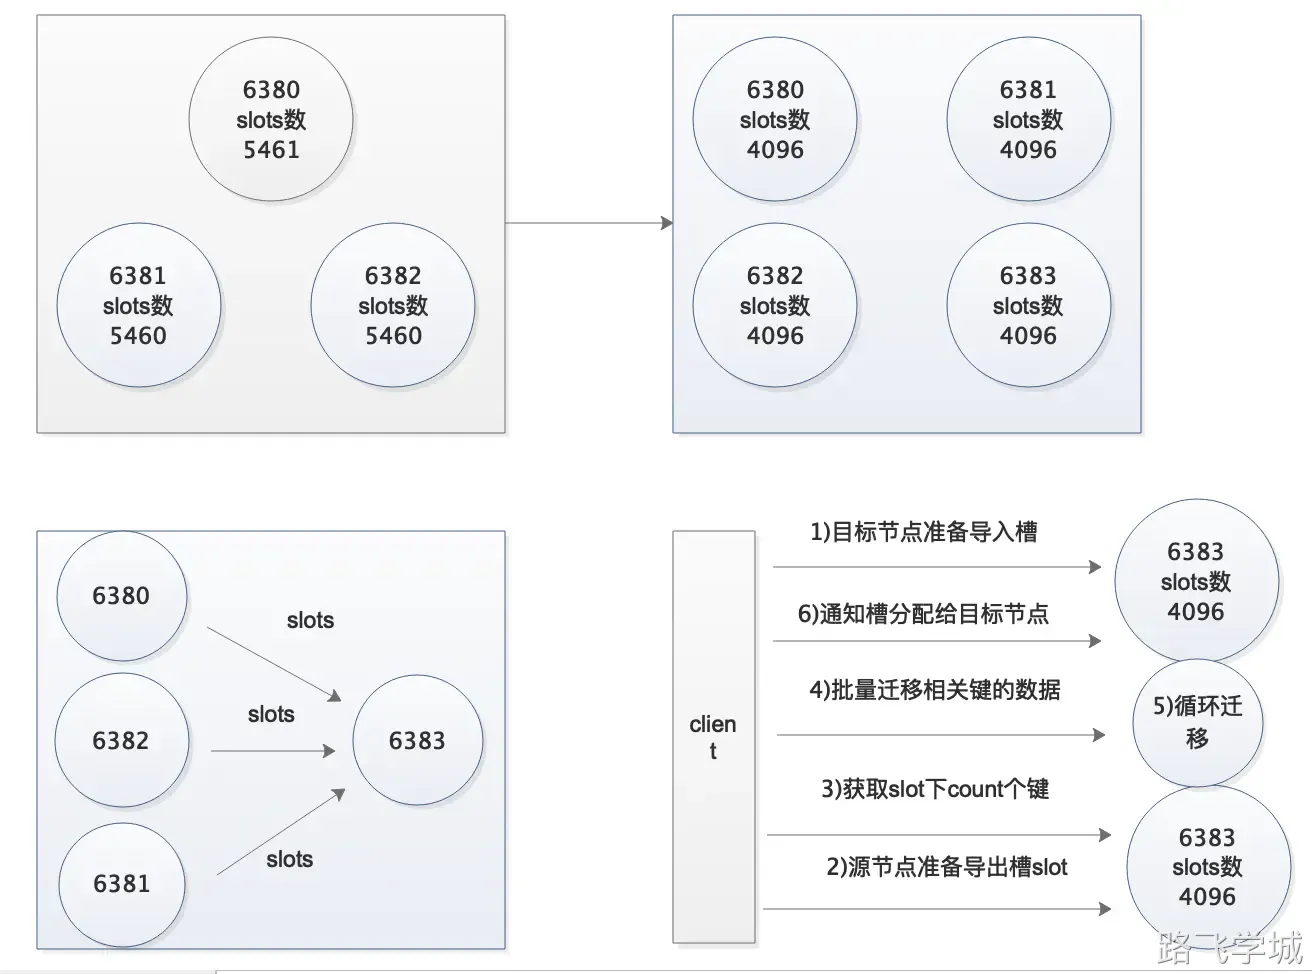 6380
slots数
5461
6381
slots数
5460
6382
slots数
5460
6380
slots数
4096
6381
slots数
4096
6382
slots数
4096
6383
slots数
4096
6380
slots
6382
slots
6383
6381
slots
clien
t
1)目标节点准备导入槽
6)通知槽分配给目标节点
4)批量迁移相关键的数据
3)获取slot下count个键
2)源节点准备导出槽slot
6383
slots数
4096
5)循环迁
移
6383
slots数
4096
路飞学城